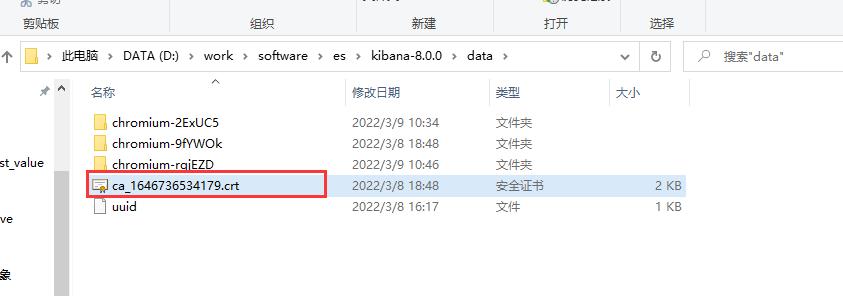 剪切
剪贴板 组织 新建 打开 选择
此电脑 > DATA (D:) > work > software > es > kibana-8.0.0 > data >
搜索"data"
名称 修改日期 类型 大小
chromium-2ExUC5 2022/3/9 10:34 文件夹
chromium-9fYWOk 2022/3/8 18:48 文件夹
st_value
chromium-rqjEZD 2022/3/9 10:46 文件夹
ca_1646736534179.crt 2022/3/8 18:48 安全证书 2 KB
ve
uuid 2022/3/8 16:17 文件 1 KB
象